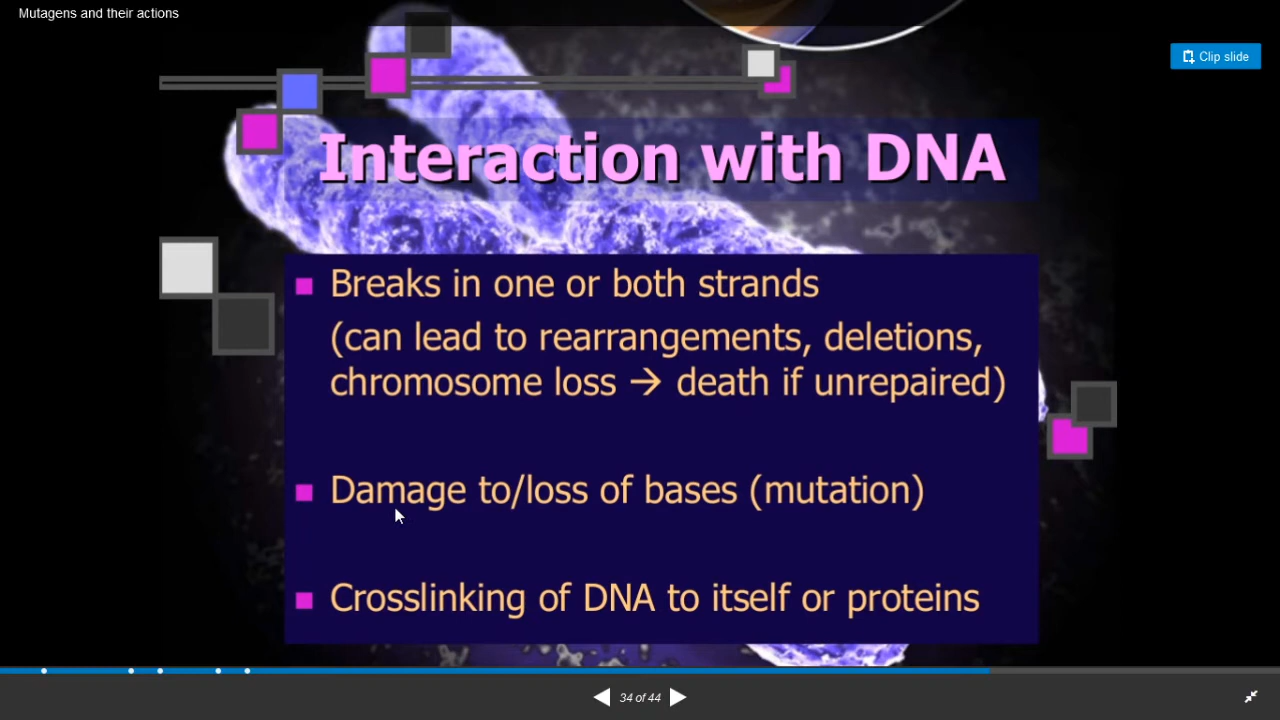 Mutagens and their actions
Clip slide
Interaction with DNA
Breaks in one or both strands
(can lead to rearrangements, deletions,
chromosome loss → death if unrepaired)
Damage to/loss of bases (mutation)
Crosslinking of DNA to itself or proteins
34 of 44